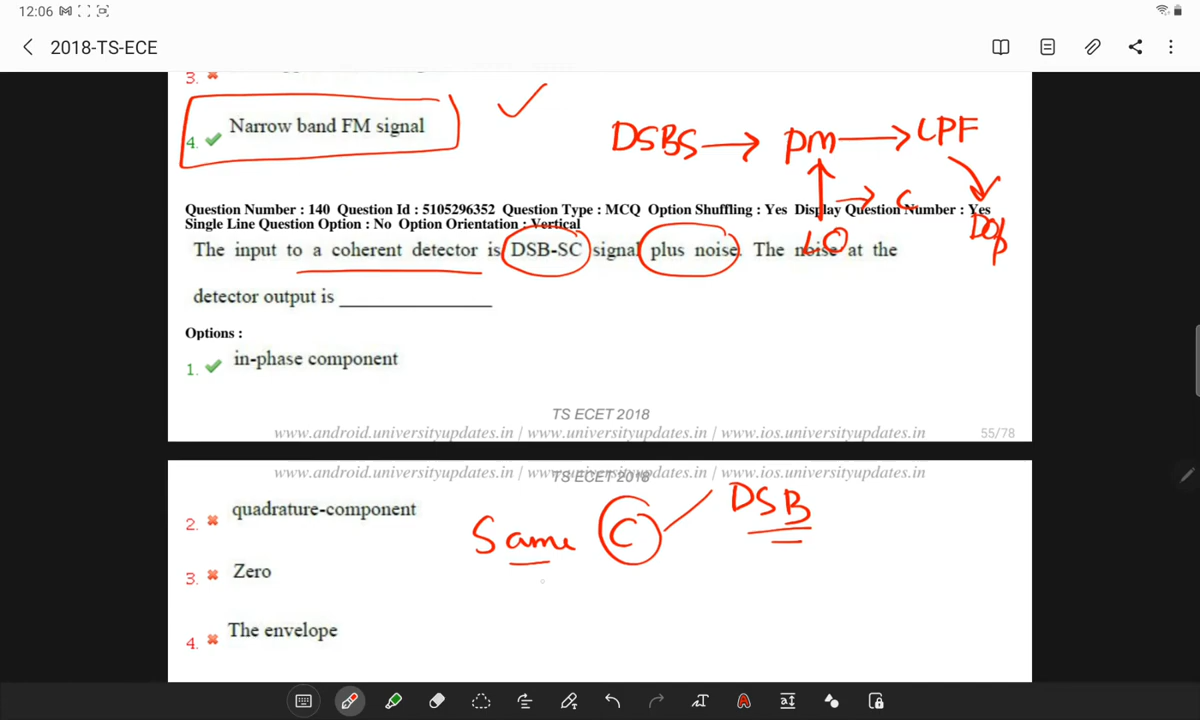 12:06
2018-TS-ECE
3.
4. Narrow band FM signal
DSBS → PM → LPF
→ C
LO
Question Number : 140 Question Id : 5105296352 Question Type : MCQ Option Shuffling : Yes Display Question Number : Yes
Single Line Question Option : No Option Orientation : Vertical
The input to a coherent detector is DSB-SC signal plus noise. The noise at the
detector output is
Options :
1. in-phase component
TS ECET 2018
www.android.universityupdates.in | www.universityupdates.in | www.ios.universityupdates.in
55/78
www.android.universityupdates.in | www.universityupdates.in | www.ios.universityupdates.in
TS ECET 2018
2. quadrature-component
Same C DSB
3. Zero
4. The envelope